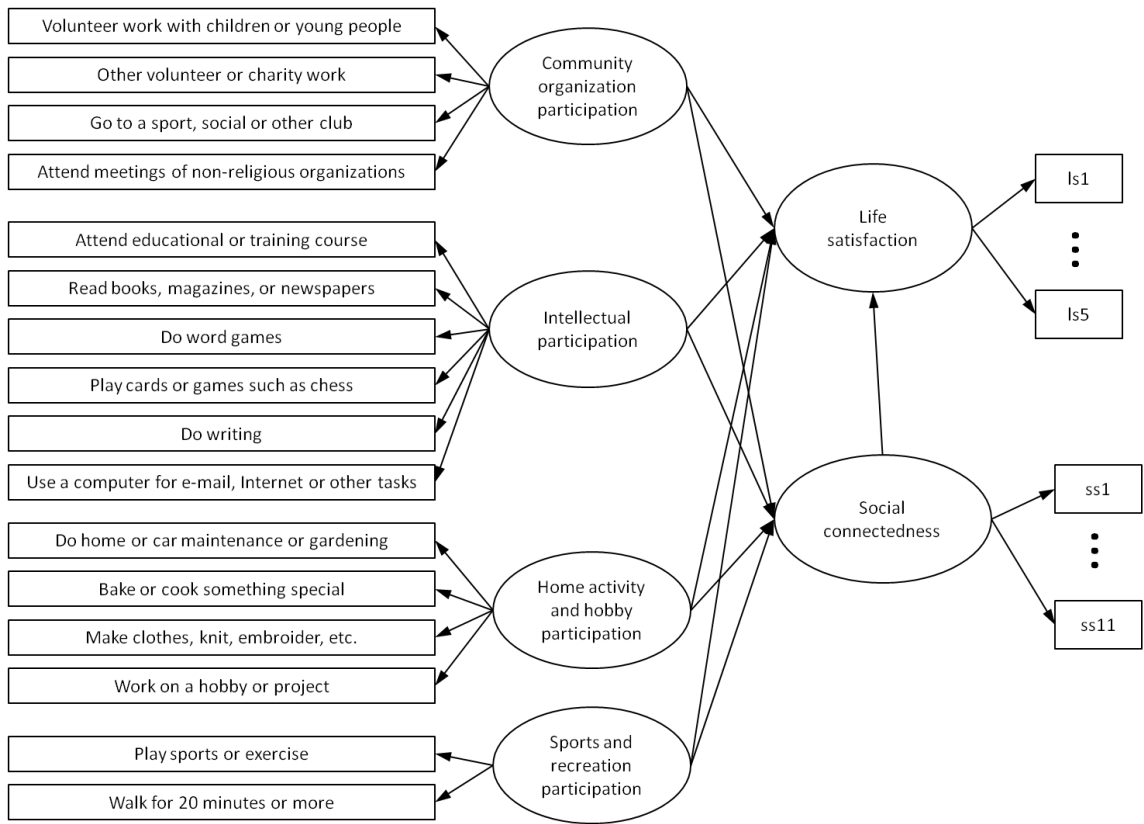 Volunteer work with children or young people
Other volunteer or charity work
Go to a sport, social or other club
Attend meetings of non-religious organizations
Attend educational or training course
Read books, magazines, or newspapers
Do word games
Play cards or games such as chess
Do writing
Use a computer for e-mail, Internet or other tasks
Do home or car maintenance or gardening
Bake or cook something special
Make clothes, knit, embroider, etc.
Work on a hobby or project
Play sports or exercise
Walk for 20 minutes or more
Community
organization
participation
Intellectual
participation
Home activity
and hobby
participation
Sports and
recreation
participation
Life
satisfaction
Social
connectedness
ls1
ls5
ss1
ss11